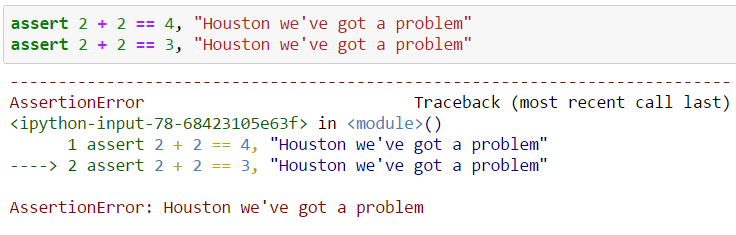 assert 2 + 2 == 4, "Houston we've got a problem"
assert 2 + 2 == 3, "Houston we've got a problem"
---------------------------------------------------------------------------
AssertionError                            Traceback (most recent call last)
<ipython-input-78-68423105e63f> in <module>()
      1 assert 2 + 2 == 4, "Houston we've got a problem"
----> 2 assert 2 + 2 == 3, "Houston we've got a problem"
AssertionError: Houston we've got a problem